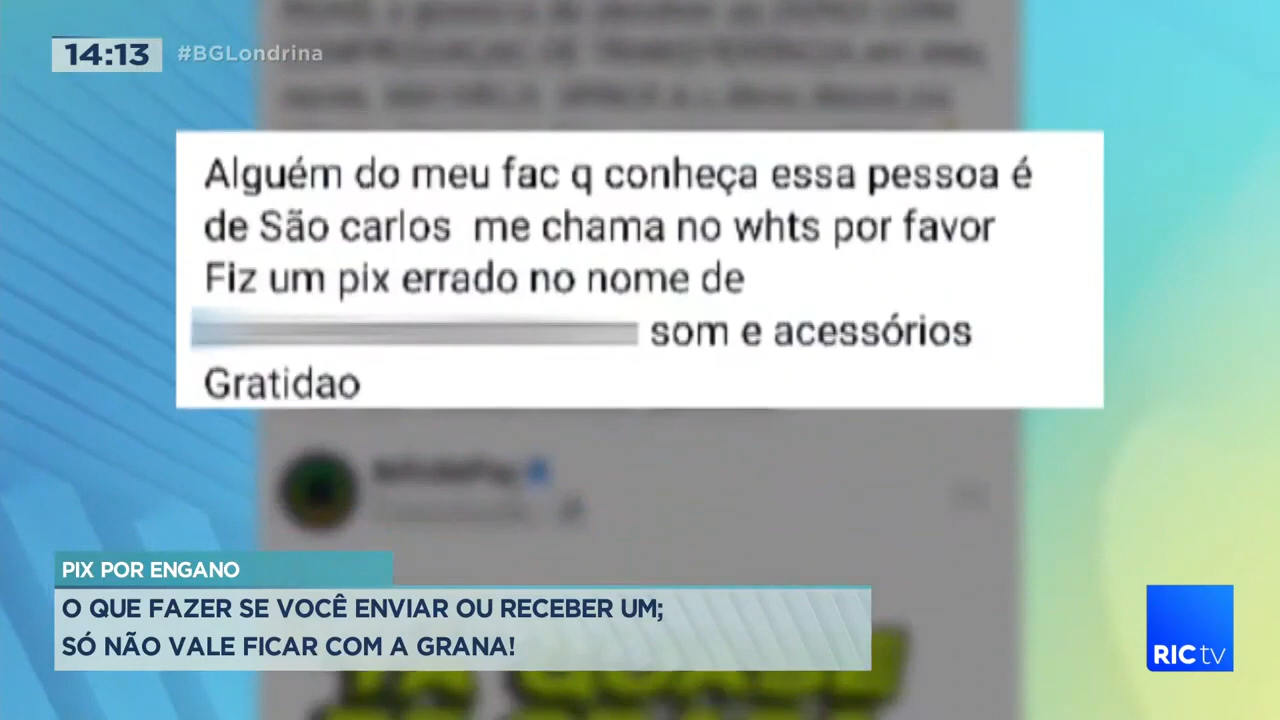 14:13 #BGLondrina
Alguém do meu fac q conheça essa pessoa é
de São carlos me chama no whts por favor
Fiz um pix errado no nome de
som e acessórios
Gratidao
PIX POR ENGANO
O QUE FAZER SE VOCÊ ENVIAR OU RECEBER UM;
SÓ NÃO VALE FICAR COM A GRANA!
RIC tv